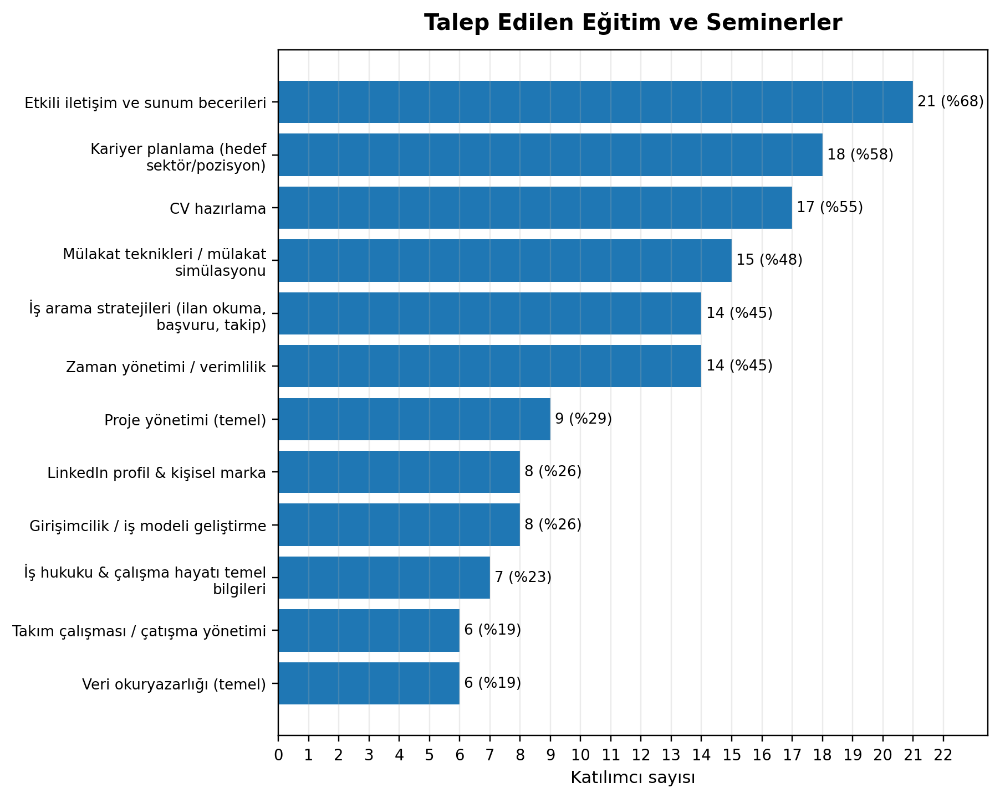 Talep Edilen Eğitim ve Seminerler
Etkili iletişim ve sunum becerileri
21 (%68)
Kariyer planlama (hedef
sektör/pozisyon)
18 (%58)
CV hazırlama
17 (%55)
Mülakat teknikleri / mülakat
simülasyonu
15 (%48)
İş arama stratejileri (ilan okuma,
başvuru, takip)
14 (%45)
Zaman yönetimi / verimlilik
14 (%45)
Proje yönetimi (temel)
9 (%29)
LinkedIn profil & kişisel marka
8 (%26)
Girişimcilik / iş modeli geliştirme
8 (%26)
İş hukuku & çalışma hayatı temel
bilgileri
7 (%23)
Takım çalışması / çatışma yönetimi
6 (%19)
Veri okuryazarlığı (temel)
6 (%19)
0 1 2 3 4 5 6 7 8 9 10 11 12 13 14 15 16 17 18 19 20 21 22
Katılımcı sayısı